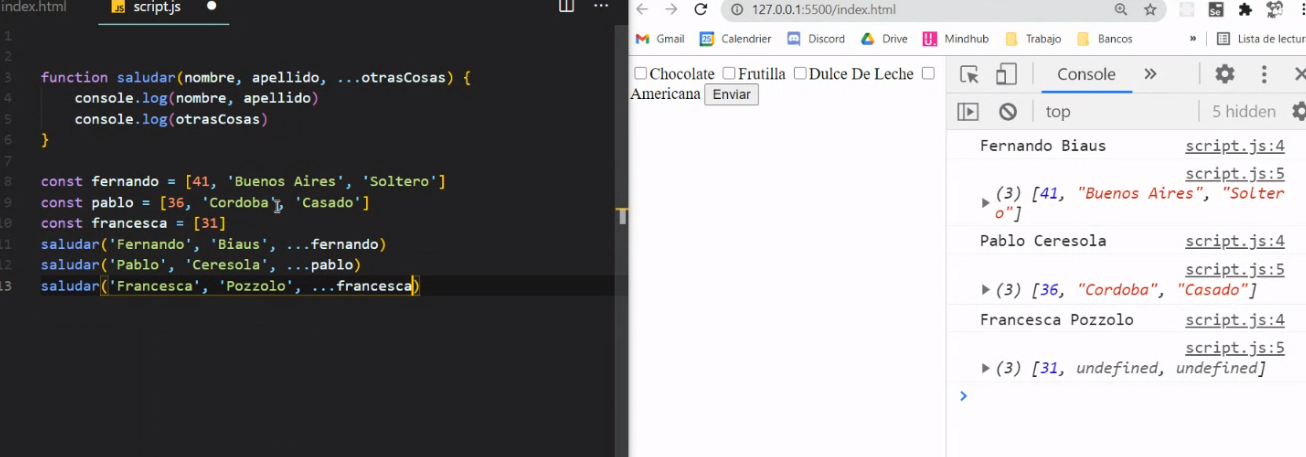 index.html
JS script.js
1
2
3 function saludar(nombre, apellido, ...otrasCosas) {
4 console.log(nombre, apellido)
5 console.log(otrasCosas)
6 }
7
8 const fernando = [41, 'Buenos Aires', 'Soltero']
9 const pablo = [36, 'Cordoba', 'Casado']
10 const francesca = [31]
11 saludar('Fernando', 'Biaus', ...fernando)
12 saludar('Pablo', 'Ceresola', ...pablo)
13 saludar('Francesca', 'Pozzolo', ...francesca)
127.0.0.1:5500/index.html
Gmail Calendrier Discord Drive Mindhub Trabajo Bancos » Lista de lectura
Chocolate Frutilla Dulce De Leche
Americana Enviar
Console »
top 5 hidden
Fernando Biaus script.js:4
script.js:5
(3) [41, "Buenos Aires", "Solter
o"]
Pablo Ceresola script.js:4
script.js:5
(3) [36, "Cordoba", "Casado"]
Francesca Pozzolo script.js:4
script.js:5
(3) [31, undefined, undefined]